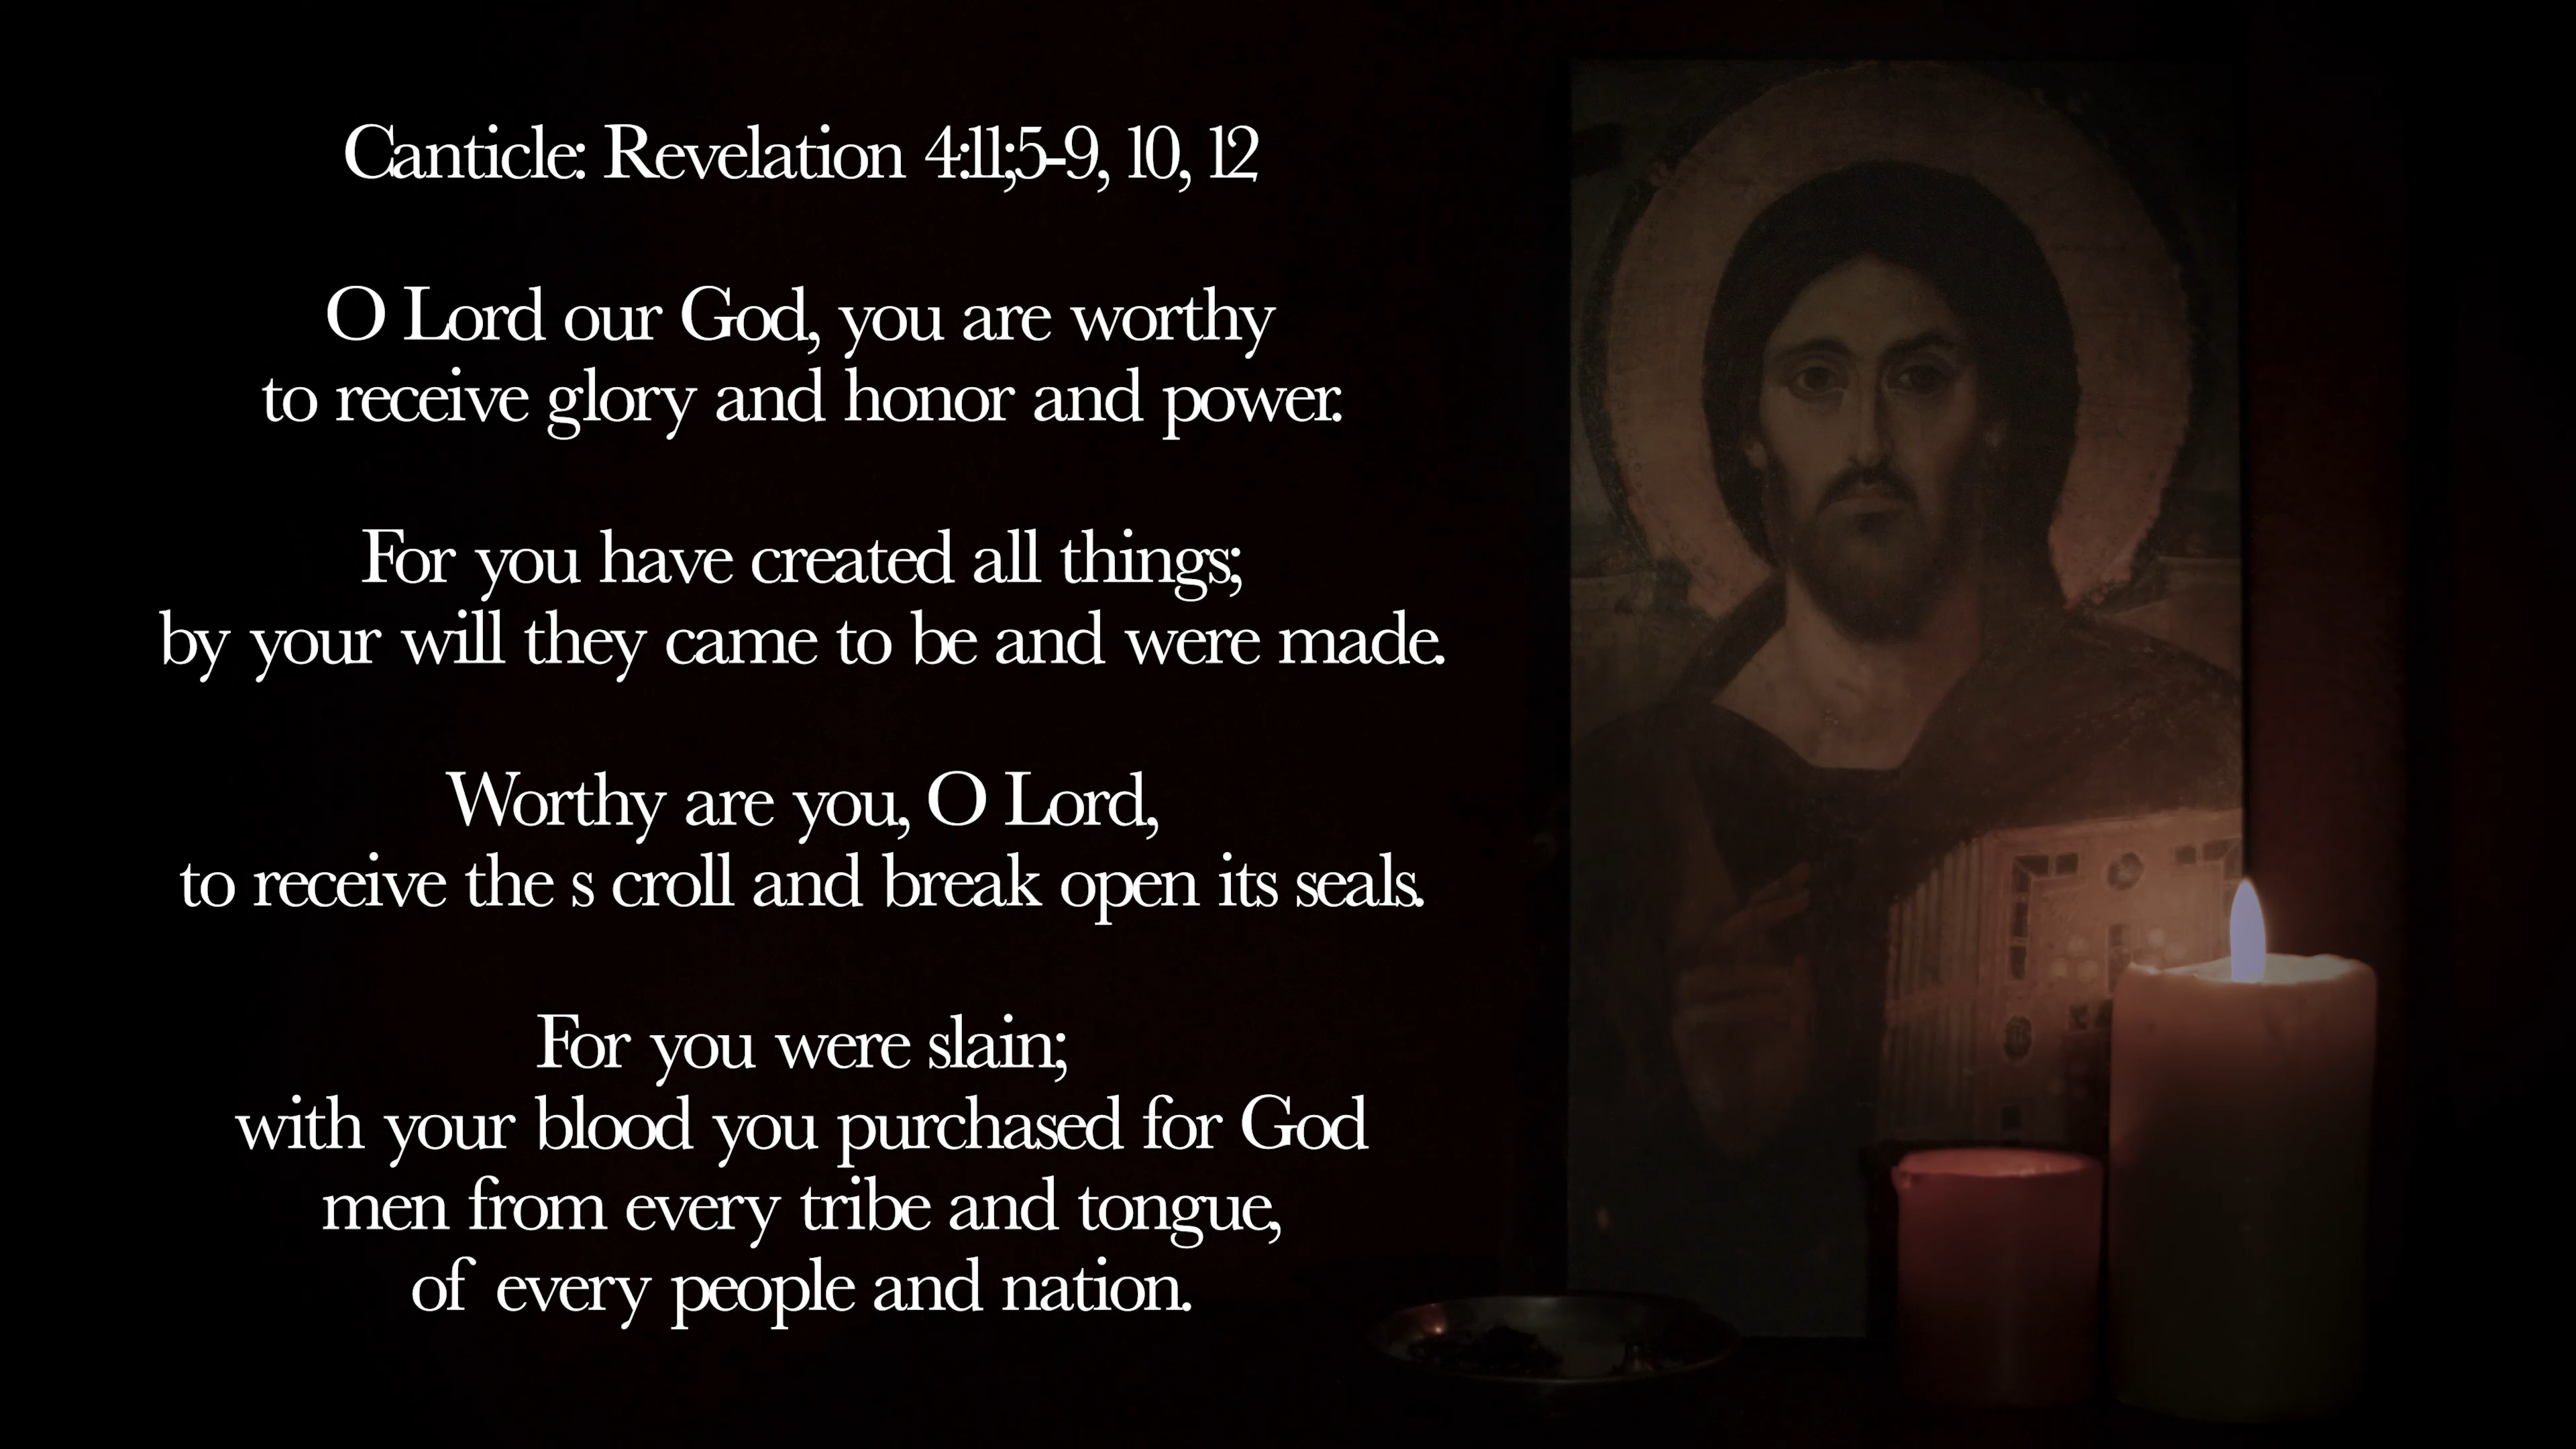 Canticle: Revelation 4:11;5-9, 10, 12
O Lord our God, you are worthy
to receive glory and honor and power.
For you have created all things;
by your will they came to be and were made.
Worthy are you, O Lord,
to receive the s croll and break open its seals.
For you were slain;
with your blood you purchased for God
men from every tribe and tongue,
of every people and nation.